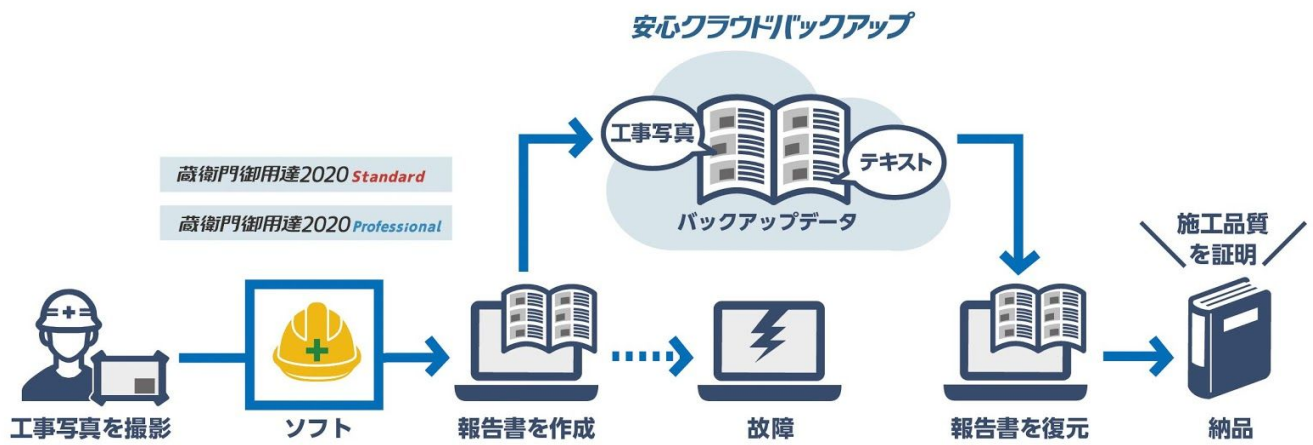 安心クラウドバックアップ
工事写真
テキスト
バックアップデータ
蔵衛門御用達2020 Standard
蔵衛門御用達2020 Professional
施工品質
を証明
工事写真を撮影
ソフト
報告書を作成
故障
報告書を復元
納品